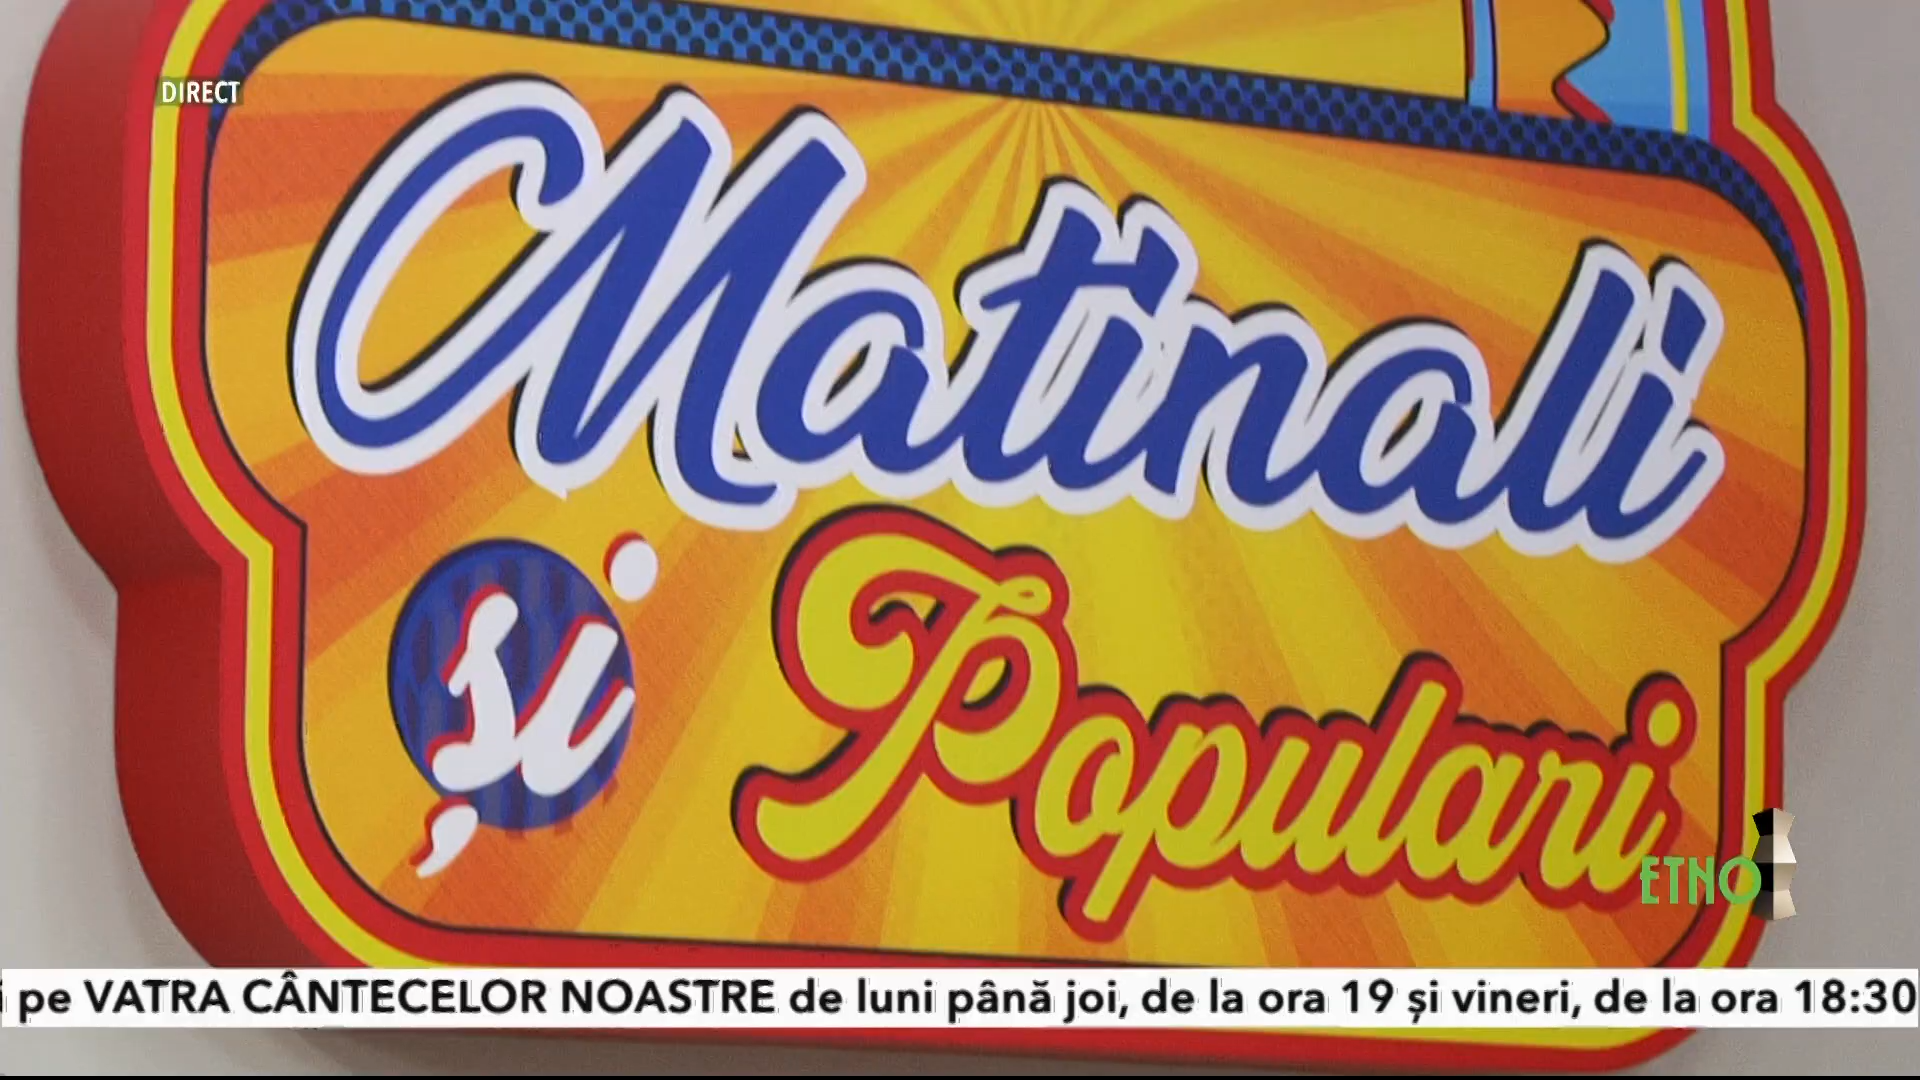 DIRECT
Matinali
și
Populari
ETNO
pe VATRA CÂNTECELOR NOASTRE de luni până joi, de la ora 19 și vineri, de la ora 18:30